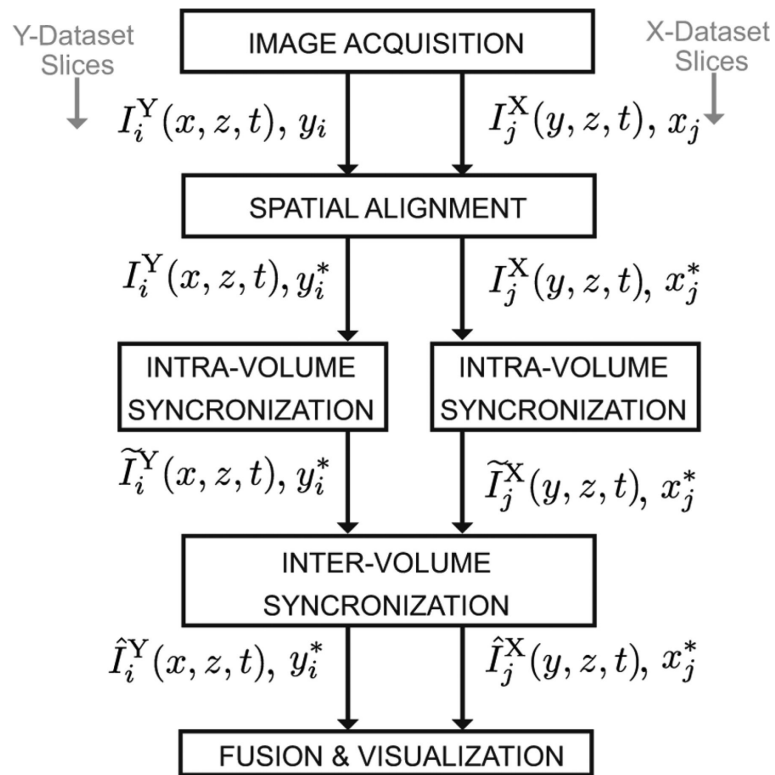 Y-Dataset
Slices
X-Dataset
Slices
IMAGE ACQUISITION
I_i^Y(x, z, t), y_i
I_j^X(y, z, t), x_j
SPATIAL ALIGNMENT
I_i^Y(x, z, t), y_i^*
I_j^X(y, z, t), x_j^*
INTRA-VOLUME
SYNCRONIZATION
INTRA-VOLUME
SYNCRONIZATION
Ĩ_i^Y(x, z, t), y_i^*
Ĩ_j^X(y, z, t), x_j^*
INTER-VOLUME
SYNCRONIZATION
Î_i^Y(x, z, t), y_i^*
Î_j^X(y, z, t), x_j^*
FUSION & VISUALIZATION